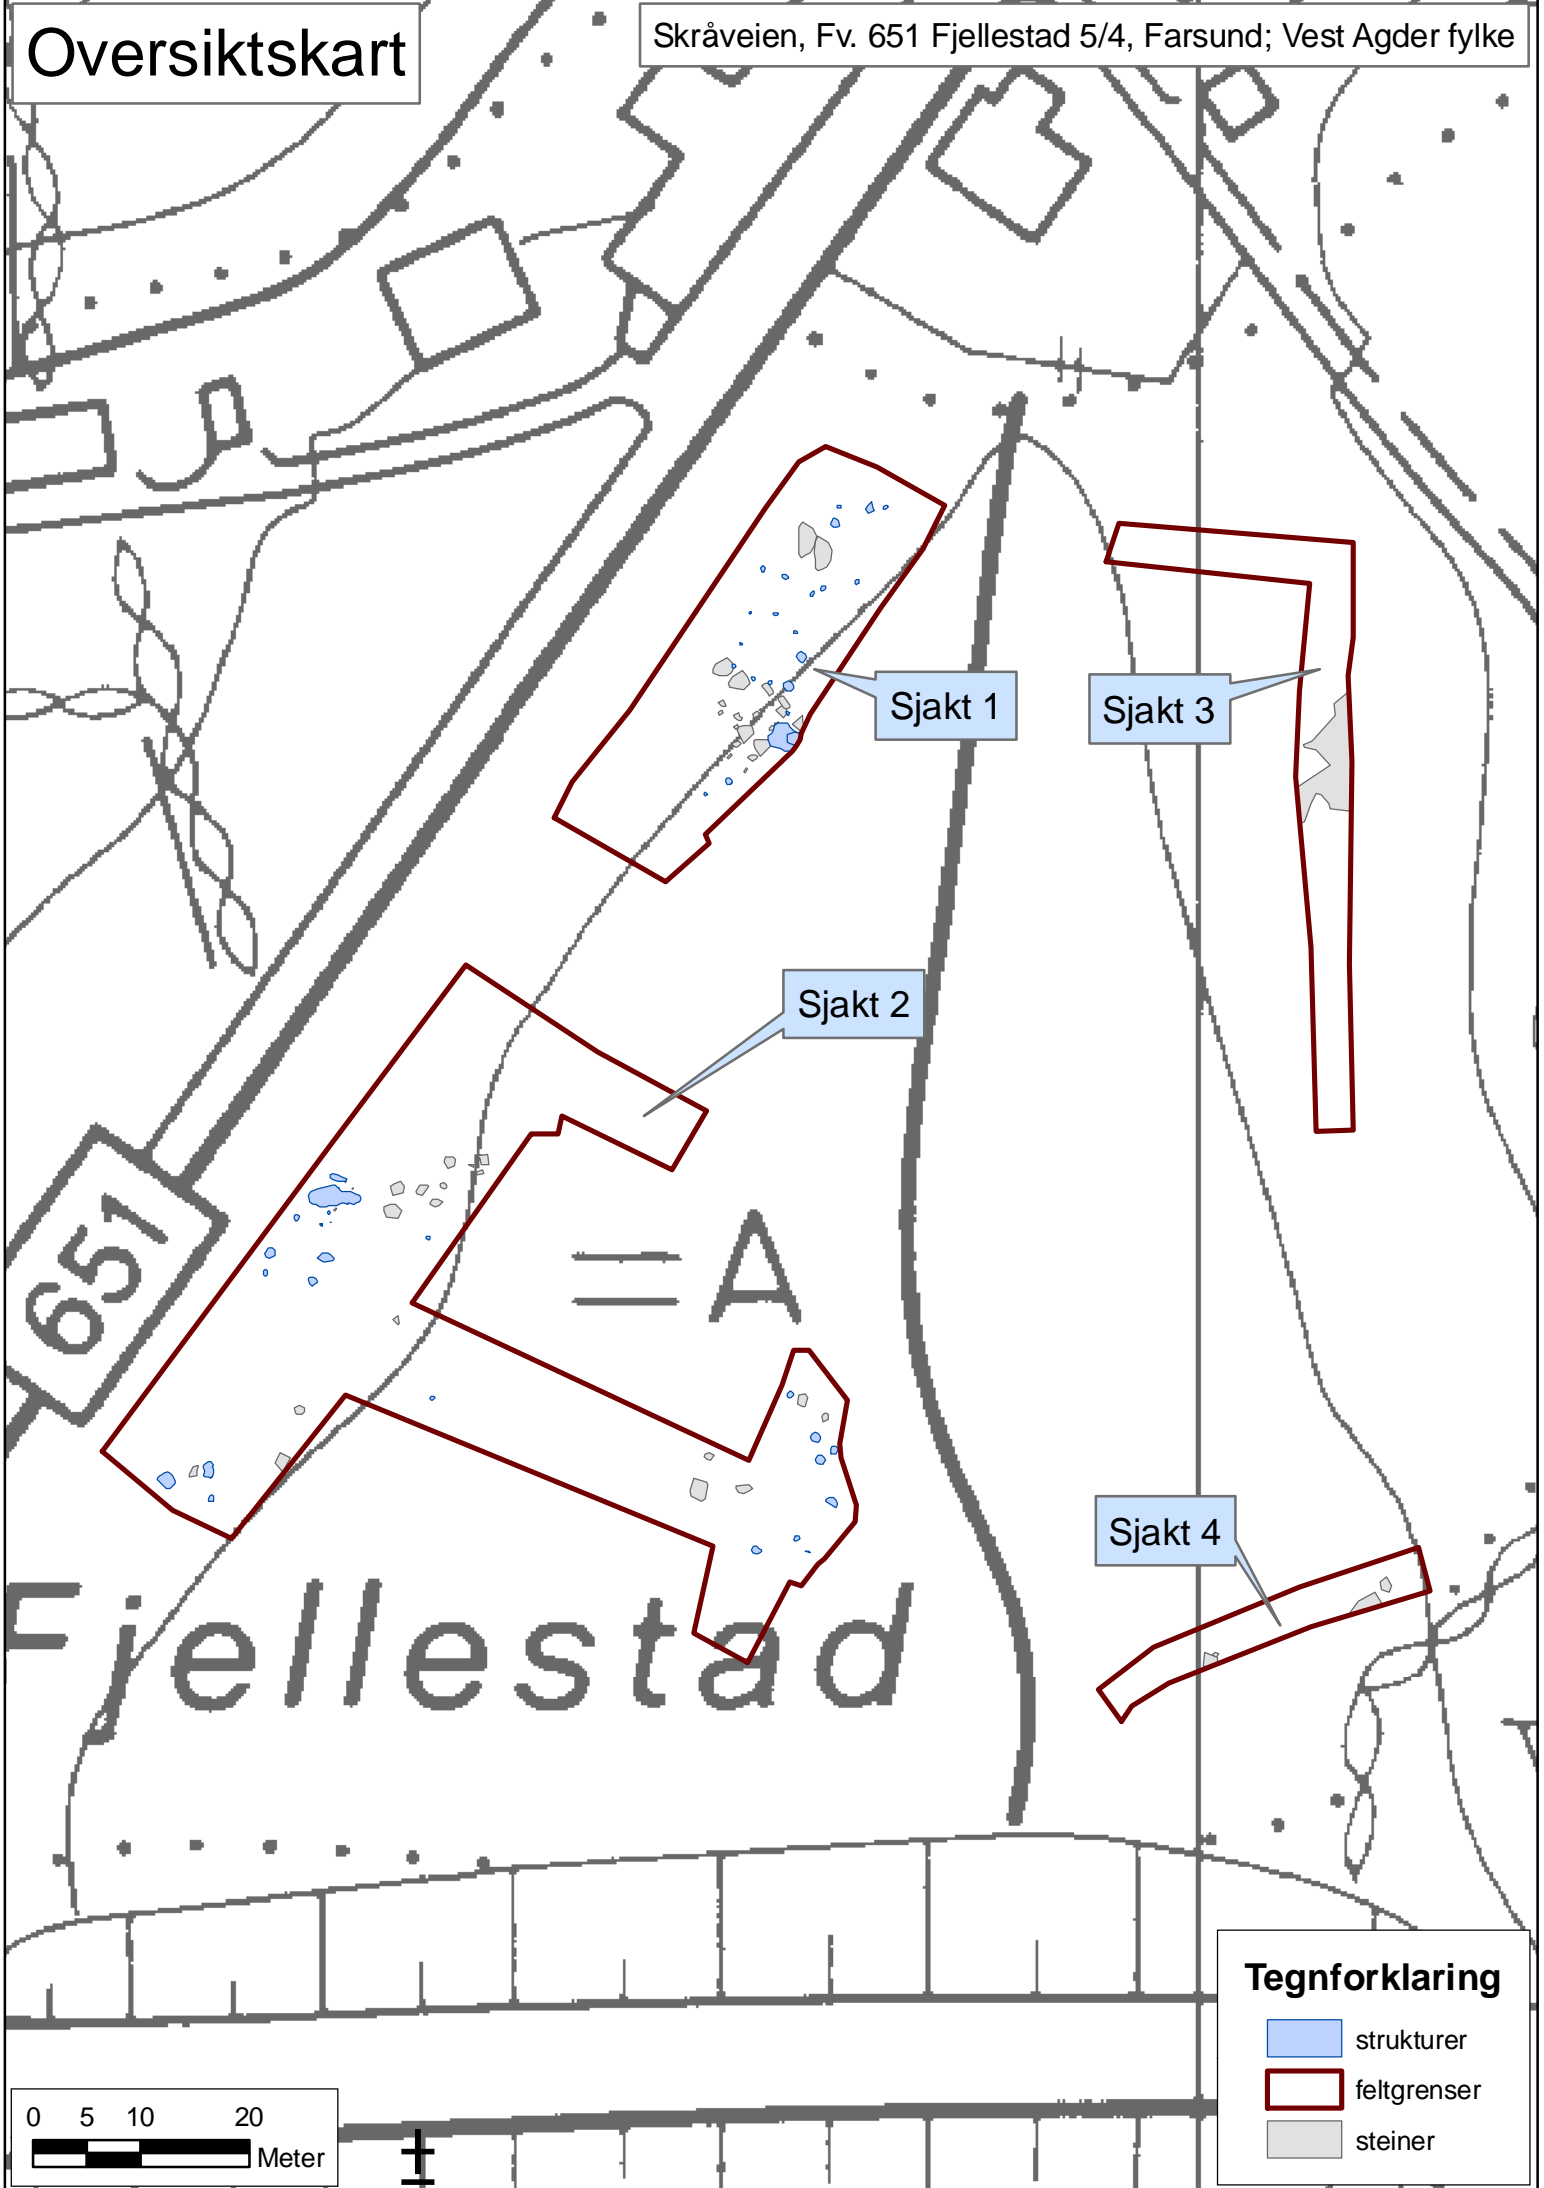 Oversiktskart
Skråveien, Fv. 651 Fjellestad 5/4, Farsund; Vest Agder fylke
Sjakt 1
Sjakt 3
Sjakt 2
651
=A
Sjakt 4
Fjellestad
Tegnforklaring
strukturer
feltgrenser
steiner
0 5 10 20
Meter